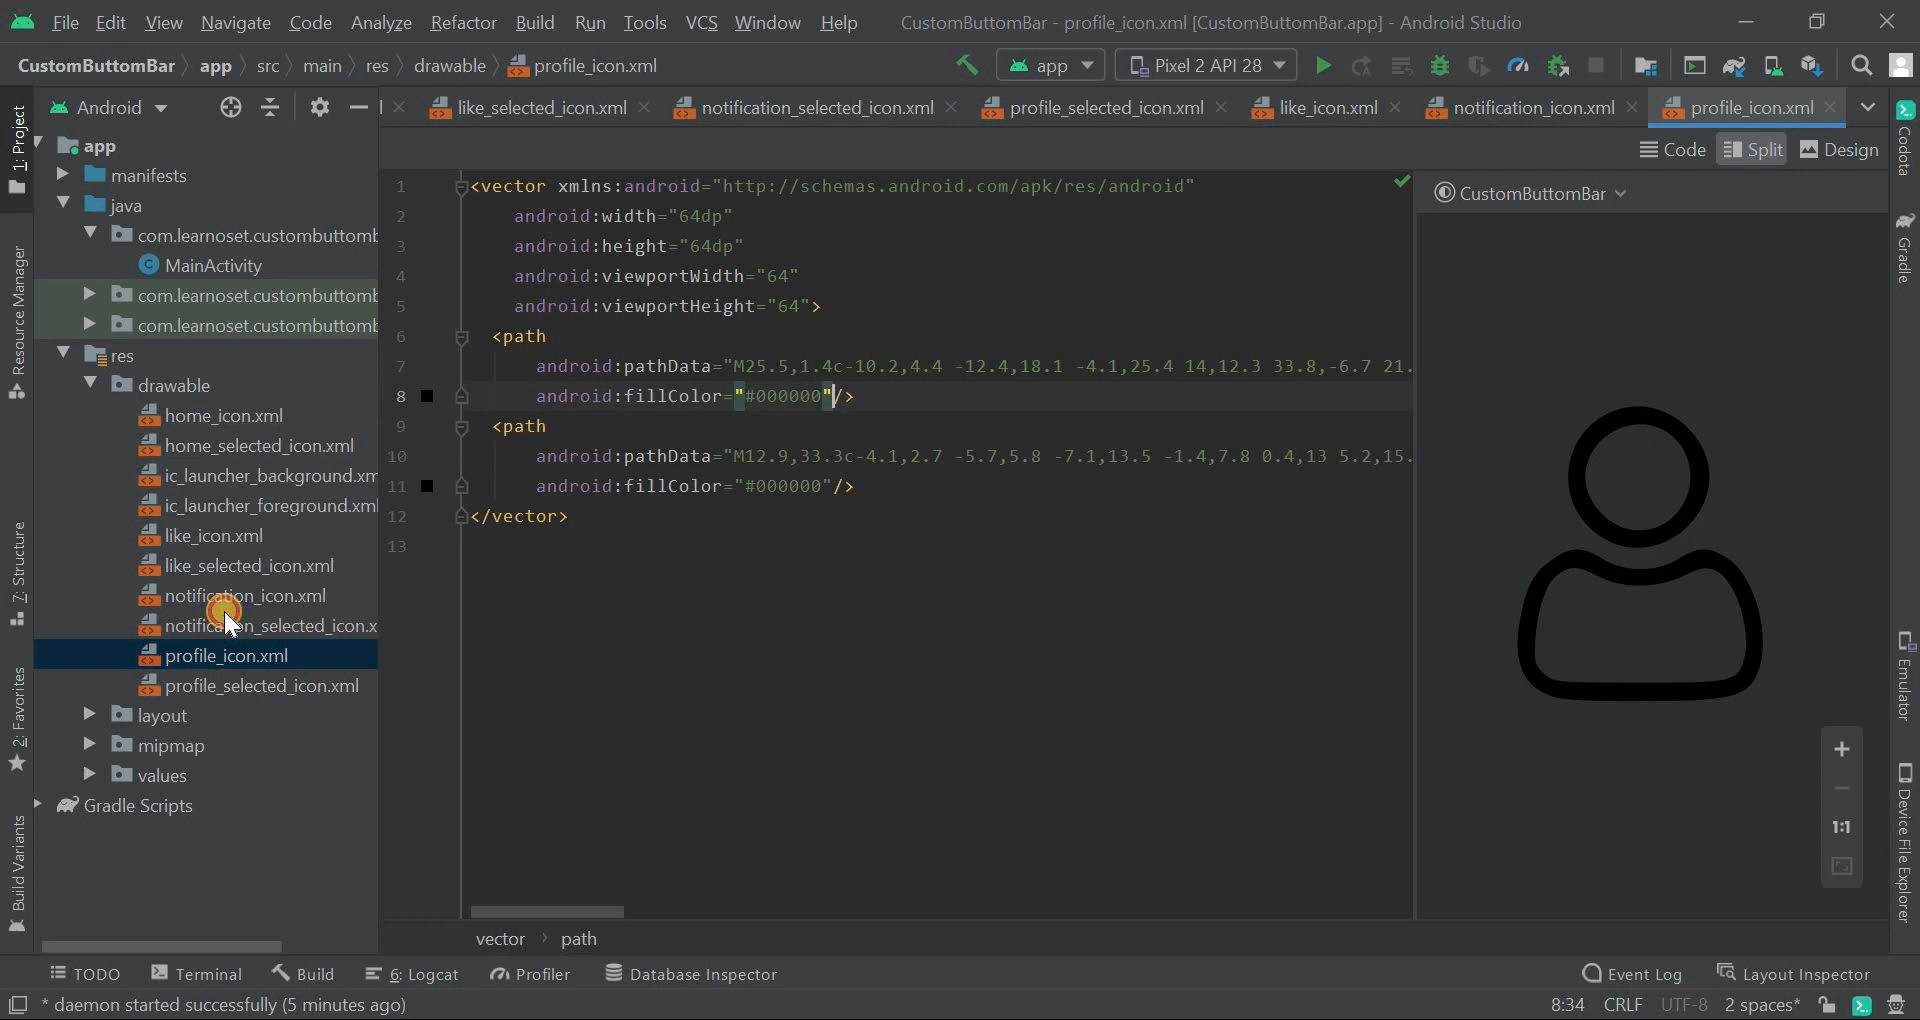 File Edit View Navigate Code Analyze Refactor Build Run Tools VCS Window Help CustomButtomBar - profile_icon.xml [CustomButtomBar.app] - Android Studio
CustomButtomBar app src main res drawable profile_icon.xml app Pixel 2 API 28
Android like_selected_icon.xml notification_selected_icon.xml profile_selected_icon.xml like_icon.xml notification_icon.xml profile_icon.xml
Code Split Design
CustomButtomBar
1: Project
Resource Manager
7: Structure
2: Favorites
Build Variants
app
manifests
java
com.learnoset.custombuttomb
MainActivity
com.learnoset.custombuttomb
com.learnoset.custombuttomb
res
drawable
home_icon.xml
home_selected_icon.xml
ic_launcher_background.xm
ic_launcher_foreground.xml
like_icon.xml
like_selected_icon.xml
notification_icon.xml
notification_selected_icon.x
profile_icon.xml
profile_selected_icon.xml
layout
mipmap
values
Gradle Scripts
1 <vector xmlns:android="http://schemas.android.com/apk/res/android"
2 android:width="64dp"
3 android:height="64dp"
4 android:viewportWidth="64"
5 android:viewportHeight="64">
6 <path
7 android:pathData="M25.5,1.4c-10.2,4.4 -12.4,18.1 -4.1,25.4 14,12.3 33.8,-6.7 21.
8 android:fillColor="#000000"/>
9 <path
10 android:pathData="M12.9,33.3c-4.1,2.7 -5.7,5.8 -7.1,13.5 -1.4,7.8 0.4,13 5.2,15.
11 android:fillColor="#000000"/>
12 </vector>
13
1:1
Codota
Gradle
Emulator
Device File Explorer
vector path
TODO Terminal Build 6: Logcat Profiler Database Inspector Event Log Layout Inspector
* daemon started successfully (5 minutes ago) 8:34 CRLF UTF-8 2 spaces*